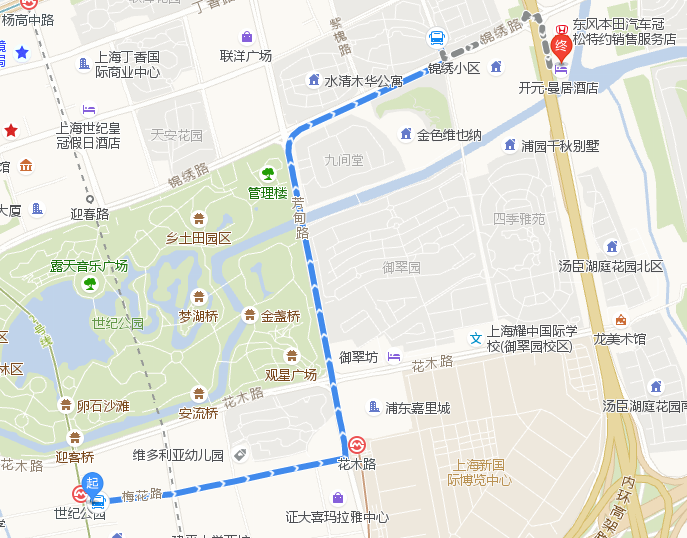 杨高中路
丁香路
东风本田汽车冠
松特约销售服务店
终
锦绣路
紫槐路
联洋广场
上海丁香国
际商业中心
锦绣小区
开元·曼居酒店
水清木华公寓
天安花园
上海世纪皇
冠假日酒店
金色维也纳
浦园千秋别墅
九间堂
锦绣路
管理楼
馆
大厦
迎春路
芳甸路
四季雅苑
乡土田园区
露天音乐广场
御翠园
汤臣湖庭花园北区
世纪公园
梦湖桥
金盏桥
2号线
区
上海耀中国际学
校(御翠园校区)
龙美术馆
御翠坊
花木路
林区
观星广场
花木路
卵石沙滩
安流桥
浦东嘉里城
汤臣湖庭花园南
迎客桥
维多利亚幼儿园
花木路
花木路
上海新国
际博览中心
起
梅花路
世纪公园
证大喜玛拉雅中心
内环高架